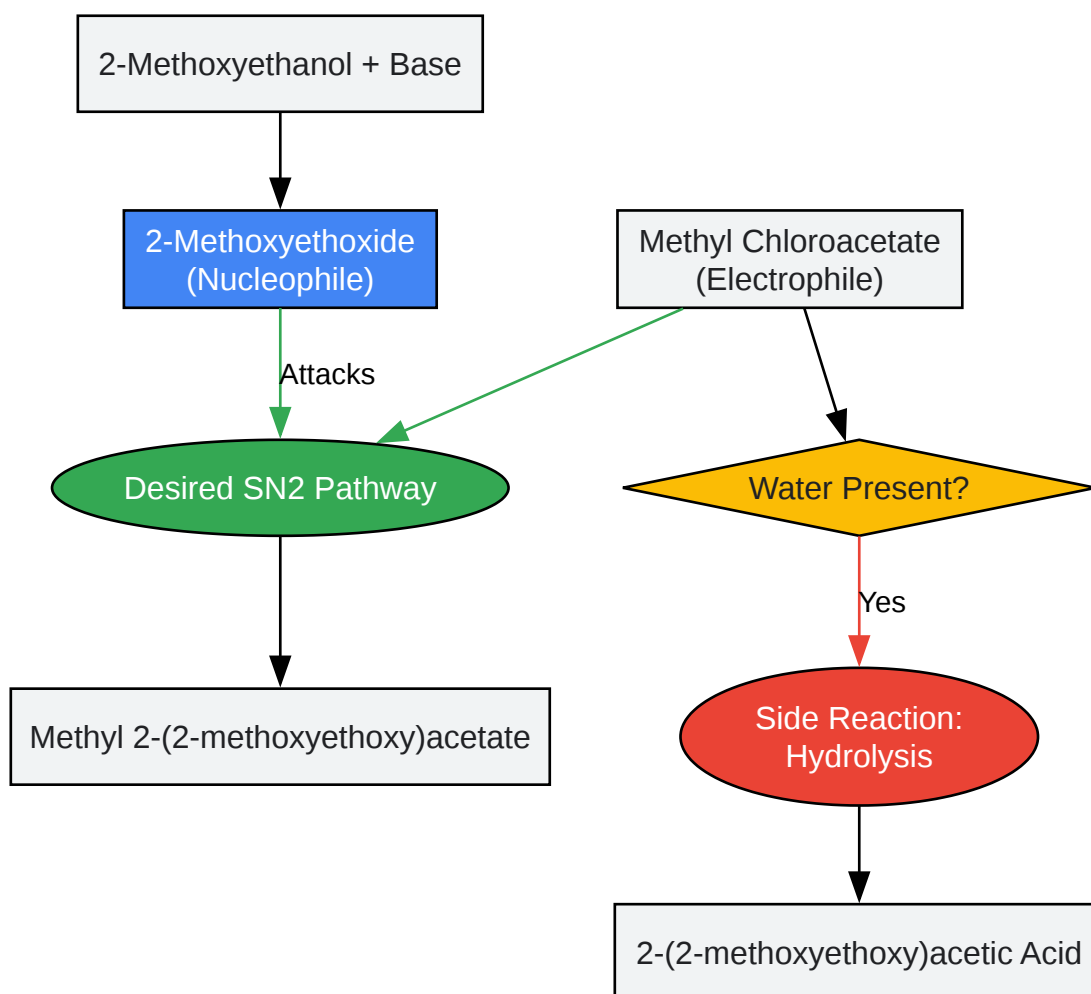 2-Methoxyethanol + Base
2-Methoxyethoxide
(Nucleophile)
Methyl Chloroacetate
(Electrophile)
Attacks
Desired SN2 Pathway
Water Present?
Yes
Methyl 2-(2-methoxyethoxy)acetate
Side Reaction:
Hydrolysis
2-(2-methoxyethoxy)acetic Acid